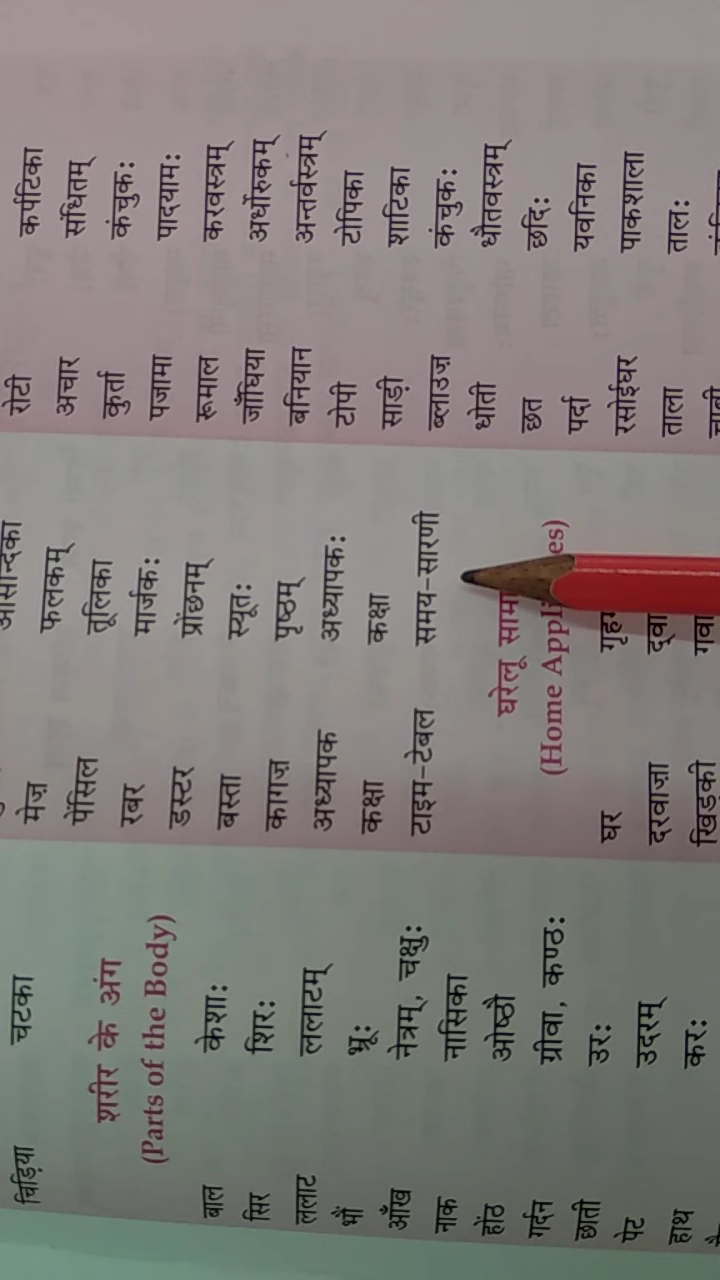 चिड़िया चटका
शरीर के अंग
(Parts of the Body)
बाल केशा:
सिर शिर:
ललाट ललाटम्
भौं भ्रू:
आँख नेत्रम्, चक्षु:
नाक नासिका
होंठ ओष्ठौ
गर्दन ग्रीवा, कण्ठ:
छाती उर:
पेट उदरम्
हाथ कर:
मेज़ फलकम्
पेंसिल तूलिका
रबर मार्जक:
डस्टर प्रोंछनम्
बस्ता स्यूत:
कागज़ पृष्ठम्
अध्यापक अध्यापक:
कक्षा कक्षा
टाइम-टेबल समय-सारणी
घरेलू
(Home
घर
दरवाज़ा
खिड़की
रोटी कर्पटिका
अचार संधितम्
कुर्ता कंचुक:
पजामा पादयाम:
रूमाल करवस्त्रम्
जाँघिया अर्धोरुकम्
बनियान अन्तर्वस्त्रम्
टोपी टोपिका
साड़ी शाटिका
ब्लाउज़ कंचुक:
धोती धौतवस्त्रम्
छत छदि:
पर्दा यवनिका
रसोईघर पाकशाला
ताला ताल: